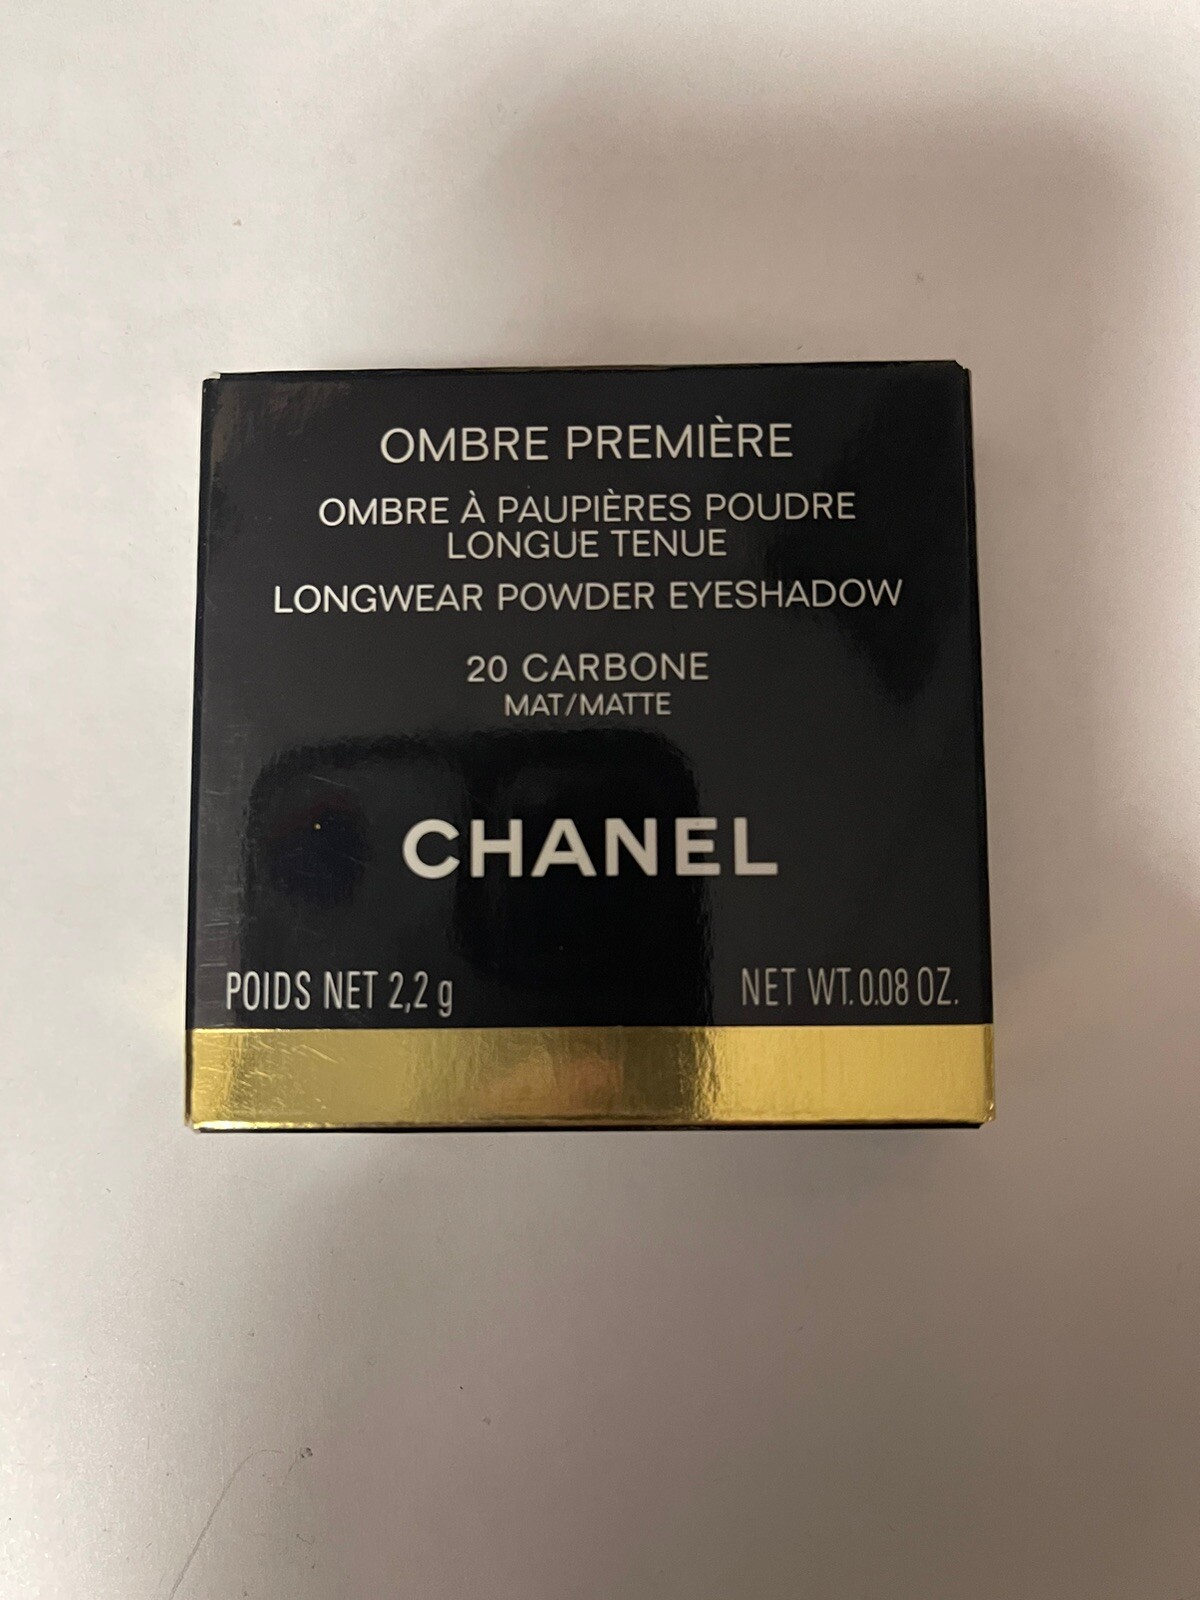 OMBRE PREMIÈRE
OMBRE À PAUPIÈRES POUDRE
LONGUE TENUE
LONGWEAR POWDER EYESHADOW
20 CARBONE
MAT/MATTE
CHANEL
POIDS NET 2,2 g NET WT. 0.08 OZ.